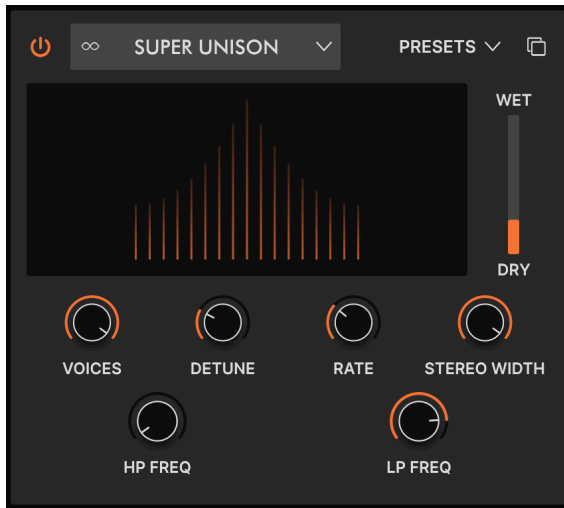 SUPER UNISON
PRESETS
WET
DRY
VOICES
DETUNE
RATE
STEREO WIDTH
HP FREQ
LP FREQ